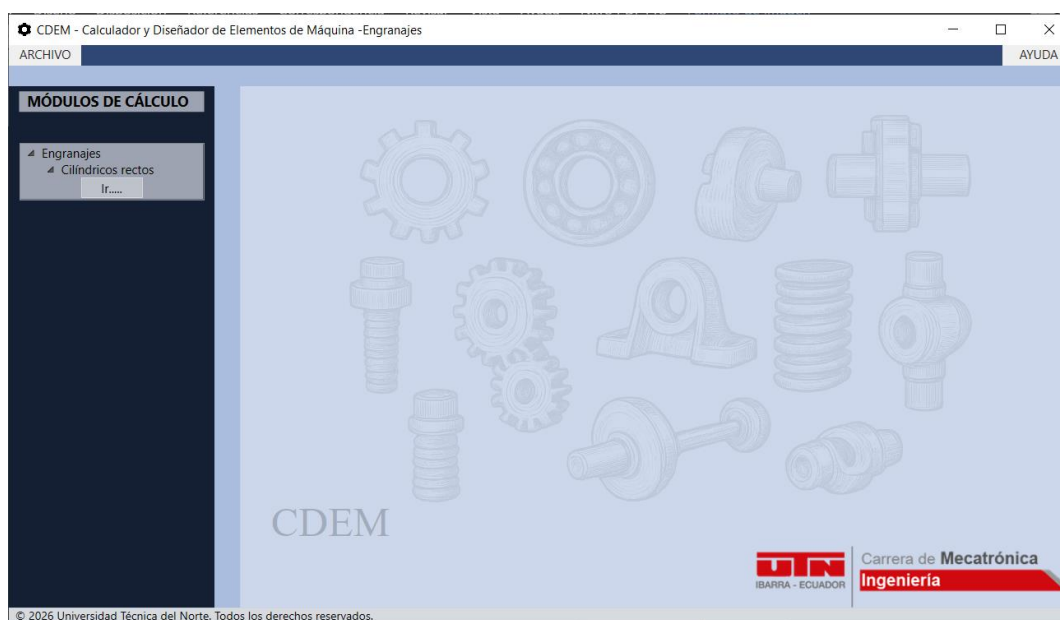 CDEM - Calculador y Diseñador de Elementos de Máquina -Engranajes
ARCHIVO
AYUDA
MÓDULOS DE CÁLCULO
Engranajes
Cilíndricos rectos
Ir.....
CDEM
UTN
IBARRA - ECUADOR
Carrera de Mecatrónica
Ingeniería
© 2026 Universidad Técnica del Norte. Todos los derechos reservados.